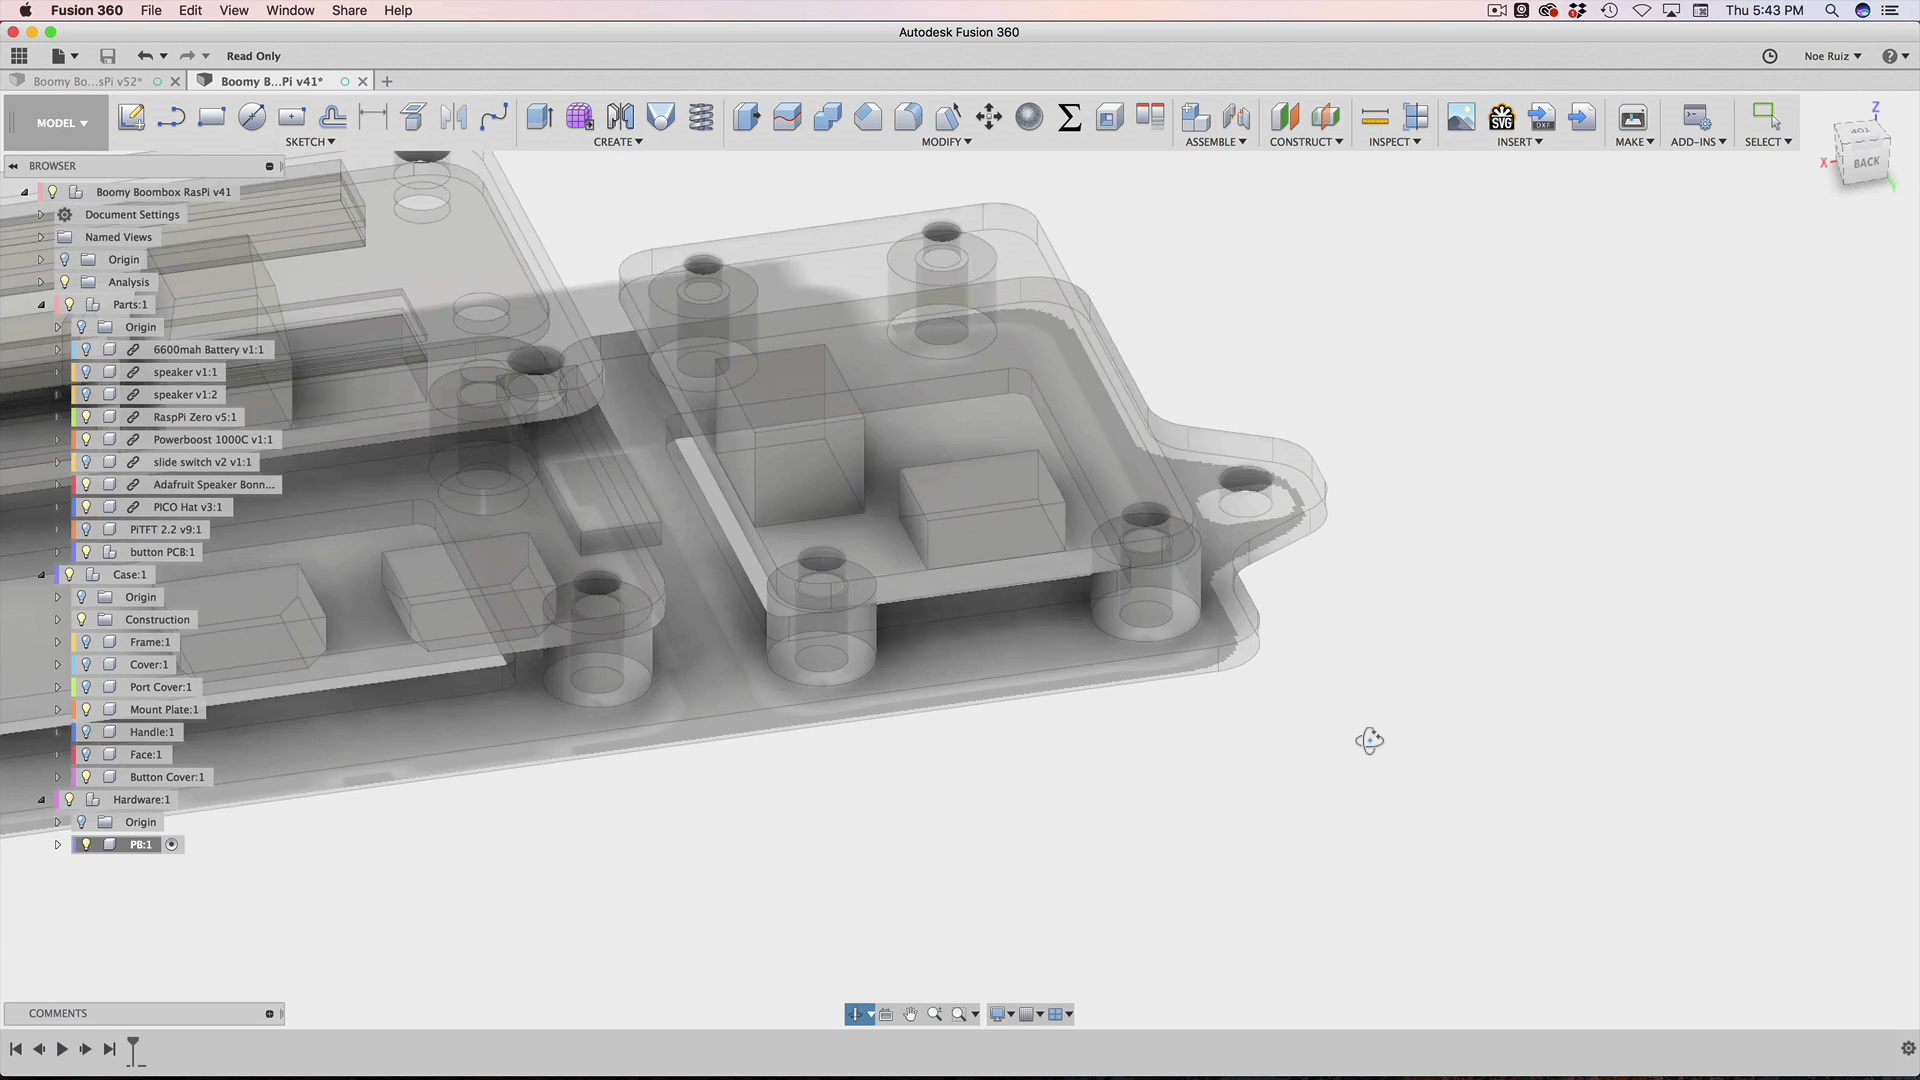 Fusion 360 File Edit View Window Share Help Thu 5:43 PM
Autodesk Fusion 360
Read Only Noe Ruiz
Boomy Bo...sPi v52* Boomy B...Pi v41*
MODEL
SKETCH CREATE MODIFY ASSEMBLE CONSTRUCT INSPECT INSERT MAKE ADD-INS SELECT
SVG DXF
Z
X BACK Y
BROWSER
Boomy Boombox RasPi v41
Document Settings
Named Views
Origin
Analysis
Parts:1
Origin
6600mah Battery v1:1
speaker v1:1
speaker v1:2
RaspPi Zero v5:1
Powerboost 1000C v1:1
slide switch v2 v1:1
Adafruit Speaker Bonn...
PICO Hat v3:1
PiTFT 2.2 v9:1
button PCB:1
Case:1
Origin
Construction
Frame:1
Cover:1
Port Cover:1
Mount Plate:1
Handle:1
Face:1
Button Cover:1
Hardware:1
Origin
PB:1
COMMENTS